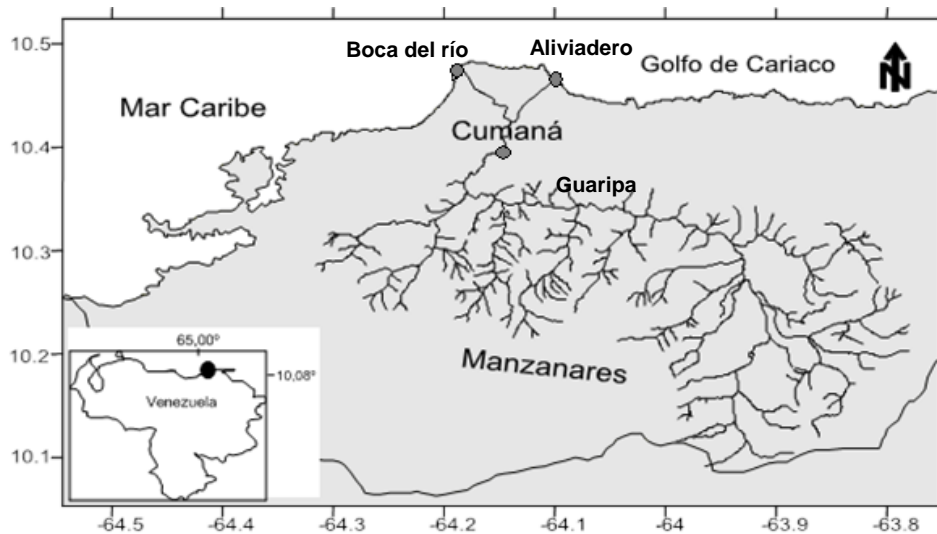 10.5
10.4
10.3
10.2
10.1
Boca del río
Aliviadero
Golfo de Cariaco
N
Mar Caribe
Cumaná
Guaripa
Manzanares
65,00º
10,08º
Venezuela
-64.5
-64.4
-64.3
-64.2
-64.1
-64
-63.9
-63.8